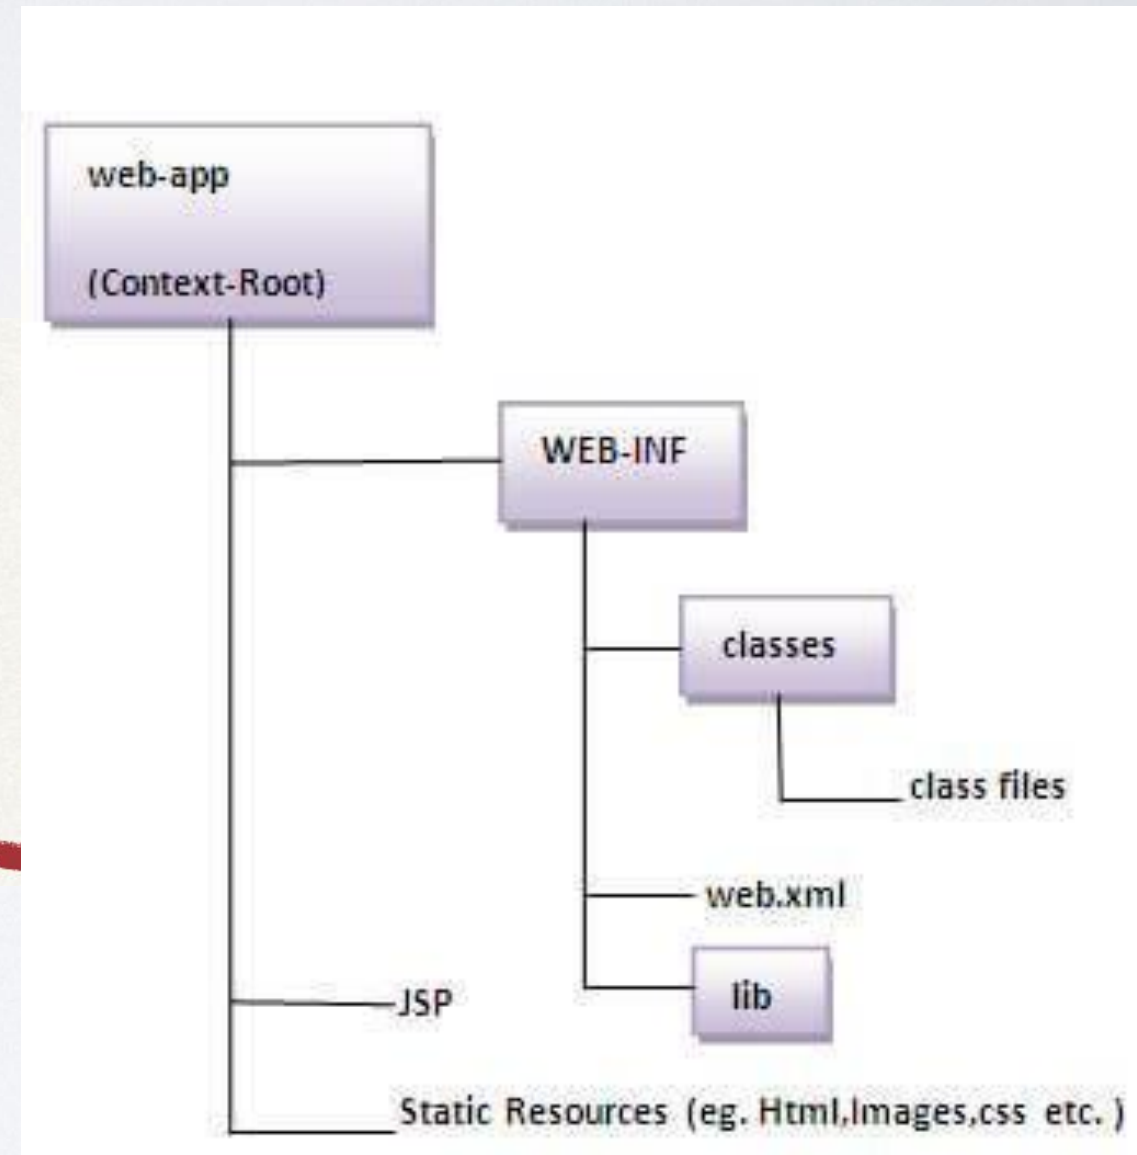 web-app
(Context-Root)
WEB-INF
classes
class files
web.xml
lib
JSP
Static Resources (eg. Html,Images,css etc. )